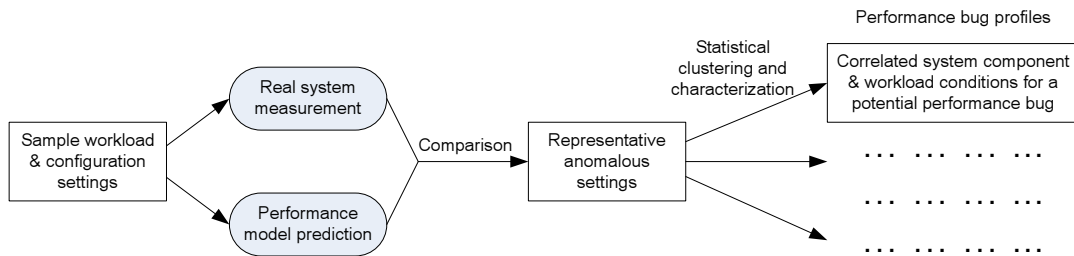 Performance bug profiles
Sample workload
& configuration
settings
Real system
measurement
Performance
model prediction
Comparison
Representative
anomalous
settings
Statistical
clustering and
characterization
Correlated system component
& workload conditions for a
potential performance bug
... ... ... ...
... ... ... ...
... ... ... ...